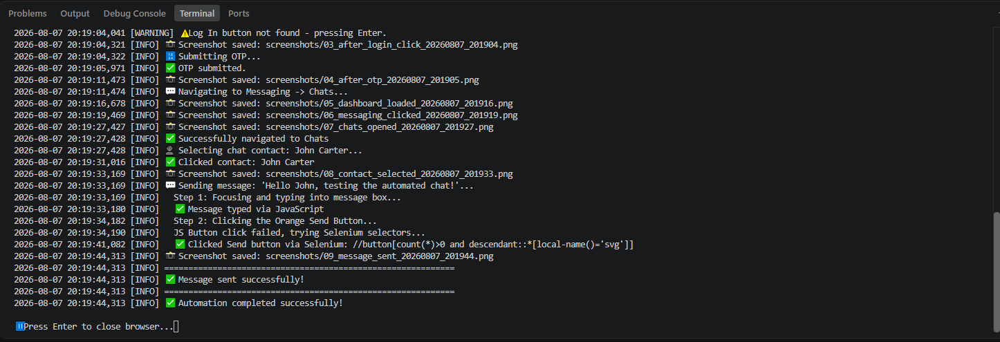 Problems Output Debug Console Terminal Ports
2026-08-07 20:19:04,041 [WARNING] ⚠️Log In button not found - pressing Enter.
2026-08-07 20:19:04,321 [INFO] 📸 Screenshot saved: screenshots/03_after_login_click_20260807_201904.png
2026-08-07 20:19:04,322 [INFO] 🔢 Submitting OTP...
2026-08-07 20:19:05,971 [INFO] ✅ OTP submitted.
2026-08-07 20:19:11,473 [INFO] 📸 Screenshot saved: screenshots/04_after_otp_20260807_201905.png
2026-08-07 20:19:11,474 [INFO] 💬 Navigating to Messaging -> Chats...
2026-08-07 20:19:16,678 [INFO] 📸 Screenshot saved: screenshots/05_dashboard_loaded_20260807_201916.png
2026-08-07 20:19:19,469 [INFO] 📸 Screenshot saved: screenshots/06_messaging_clicked_20260807_201919.png
2026-08-07 20:19:27,427 [INFO] 📸 Screenshot saved: screenshots/07_chats_opened_20260807_201927.png
2026-08-07 20:19:27,428 [INFO] ✅ Successfully navigated to Chats
2026-08-07 20:19:27,428 [INFO] 👤 Selecting chat contact: John Carter...
2026-08-07 20:19:31,016 [INFO] ✅ Clicked contact: John Carter
2026-08-07 20:19:33,169 [INFO] 📸 Screenshot saved: screenshots/08_contact_selected_20260807_201933.png
2026-08-07 20:19:33,169 [INFO] 💬 Sending message: 'Hello John, testing the automated chat!'...
2026-08-07 20:19:33,169 [INFO] Step 1: Focusing and typing into message box...
2026-08-07 20:19:33,180 [INFO] ✅ Message typed via JavaScript
2026-08-07 20:19:34,182 [INFO] Step 2: Clicking the Orange Send Button...
2026-08-07 20:19:34,190 [INFO] JS Button click failed, trying Selenium selectors...
2026-08-07 20:19:41,082 [INFO] ✅ Clicked Send button via Selenium: //button[count(*)>0 and descendant::*[local-name()='svg']]
2026-08-07 20:19:44,313 [INFO] 📸 Screenshot saved: screenshots/09_message_sent_20260807_201944.png
2026-08-07 20:19:44,313 [INFO] ============================================================
2026-08-07 20:19:44,313 [INFO] ✅ Message sent successfully!
2026-08-07 20:19:44,313 [INFO] ============================================================
2026-08-07 20:19:44,313 [INFO] ✅ Automation completed successfully!
⏸️Press Enter to close browser...